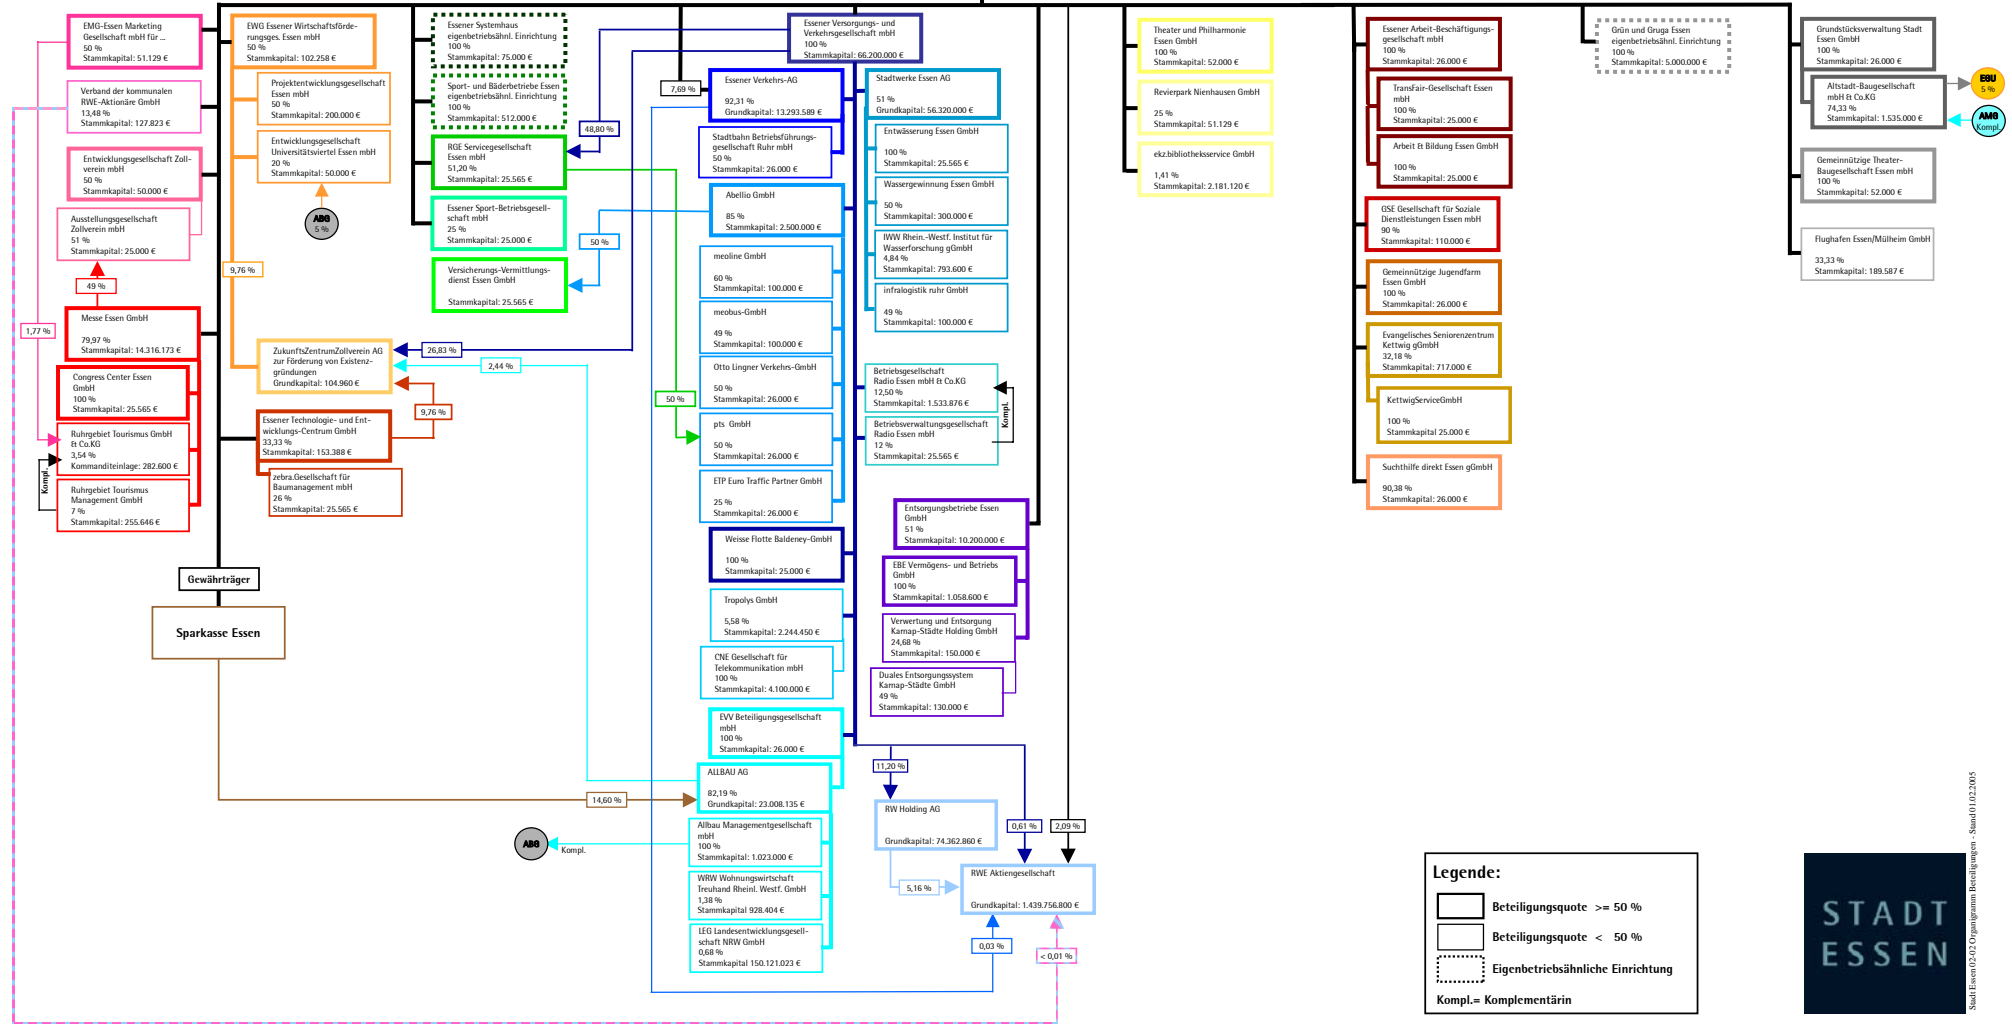 EMG-Essen Marketing
Gesellschaft mbH für ...
50 %
Stammkapital: 51.129 €
Verband der kommunalen
RWE-Aktionäre GmbH
13,48 %
Stammkapital: 127.823 €
Entwicklungsgesellschaft Zoll-
verein mbH
50 %
Stammkapital: 50.000 €
Ausstellungsgesellschaft
Zollverein mbH
51 %
Stammkapital: 25.000 €
49 %
1,77 %
Messe Essen GmbH
79,97 %
Stammkapital: 14.316.173 €
Congress Center Essen
GmbH
100 %
Stammkapital: 25.565 €
Ruhrgebiet Tourismus GmbH
& Co.KG
3,54 %
Kommanditeinlage: 282.600 €
Kompl.
Ruhrgebiet Tourismus
Management GmbH
7 %
Stammkapital: 255.646 €
Gewährträger
Sparkasse Essen
EWG Essener Wirtschaftsförde-
rungsges. Essen mbH
50 %
Stammkapital: 102.258 €
Projektentwicklungsgesellschaft
Essen mbH
50 %
Stammkapital: 200.000 €
Entwicklungsgesellschaft
Universitätsviertel Essen mbH
20 %
Stammkapital: 50.000 €
ABG
5 %
9,76 %
ZukunftsZentrumZollverein AG
zur Förderung von Existenz-
gründungen
Grundkapital: 104.960 €
26,83 %
2,44 %
9,76 %
Essener Technologie- und Ent-
wicklungs-Centrum GmbH
33,33 %
Stammkapital: 153.388 €
zebra.Gesellschaft für
Baumanagement mbH
26 %
Stammkapital: 25.565 €
Essener Systemhaus
eigenbetriebsähnl. Einrichtung
100 %
Stammkapital: 75.000 €
Sport- und Bäderbetriebe Essen
eigenbetriebsähnl. Einrichtung
100 %
Stammkapital: 512.000 €
RGE Servicegesellschaft
Essen mbH
51,20 %
Stammkapital: 25.565 €
Essener Sport-Betriebsgesell-
schaft mbH
25 %
Stammkapital: 25.000 €
Versicherungs-Vermittlungs-
dienst Essen GmbH
Stammkapital: 25.565 €
48,80 %
50 %
50 %
7,69 %
Essener Versorgungs- und
Verkehrsgesellschaft mbH
100 %
Stammkapital: 66.200.000 €
Essener Verkehrs-AG
92,31 %
Grundkapital: 13.293.589 €
Stadtbahn Betriebsführungs-
gesellschaft Ruhr mbH
50 %
Stammkapital: 26.000 €
Abellio GmbH
85 %
Stammkapital: 2.500.000 €
meoline GmbH
60 %
Stammkapital: 100.000 €
meobus-GmbH
49 %
Stammkapital: 100.000 €
Otto Lingner Verkehrs-GmbH
50 %
Stammkapital: 26.000 €
pts GmbH
50 %
Stammkapital: 26.000 €
ETP Euro Traffic Partner GmbH
25 %
Stammkapital: 26.000 €
Weisse Flotte Baldeney-GmbH
100 %
Stammkapital: 25.000 €
Tropolys GmbH
5,58 %
Stammkapital: 2.244.450 €
CNE Gesellschaft für
Telekommunikation mbH
100 %
Stammkapital: 4.100.000 €
EVV Beteiligungsgesellschaft
mbH
100 %
Stammkapital: 26.000 €
14,60 %
ALLBAU AG
82,19 %
Grundkapital: 23.008.135 €
ABG
Kompl.
Allbau Managementgesellschaft
mbH
100 %
Stammkapital: 1.023.000 €
WRW Wohnungswirtschaft
Treuhand Rheinl. Westf. GmbH
1,38 %
Stammkapital 928.404 €
LEG Landesentwicklungsgesell-
schaft NRW GmbH
0,68 %
Stammkapital 150.121.023 €
Stadtwerke Essen AG
51 %
Grundkapital: 56.320.000 €
Entwässerung Essen GmbH
100 %
Stammkapital: 25.565 €
Wassergewinnung Essen GmbH
50 %
Stammkapital: 300.000 €
IWW Rhein.-Westf. Institut für
Wasserforschung gGmbH
4,84 %
Stammkapital: 793.600 €
infralogistik ruhr GmbH
49 %
Stammkapital: 100.000 €
Betriebsgesellschaft
Radio Essen mbH & Co.KG
12,50 %
Stammkapital: 1.533.876 €
Kompl.
Betriebsverwaltungsgesellschaft
Radio Essen mbH
12 %
Stammkapital: 25.565 €
Entsorgungsbetriebe Essen
GmbH
51 %
Stammkapital: 10.200.000 €
EBE Vermögens- und Betriebs
GmbH
100 %
Stammkapital: 1.058.600 €
Verwertung und Entsorgung
Karnap-Städte Holding GmbH
24,68 %
Stammkapital: 150.000 €
Duales Entsorgungssystem
Karnap-Städte GmbH
49 %
Stammkapital: 130.000 €
11,20 %
RW Holding AG
Grundkapital: 74.362.860 €
0,61 %
2,09 %
5,16 %
RWE Aktiengesellschaft
Grundkapital: 1.439.756.800 €
0,03 %
< 0,01 %
Theater und Philharmonie
Essen GmbH
100 %
Stammkapital: 52.000 €
Revierpark Nienhausen GmbH
25 %
Stammkapital: 51.129 €
ekz.bibliotheksservice GmbH
1,41 %
Stammkapital: 2.181.120 €
Essener Arbeit-Beschäftigungs-
gesellschaft mbH
100 %
Stammkapital: 26.000 €
TransFair-Gesellschaft Essen
mbH
100 %
Stammkapital: 25.000 €
Arbeit & Bildung Essen GmbH
100 %
Stammkapital: 25.000 €
GSE Gesellschaft für Soziale
Dienstleistungen Essen mbH
90 %
Stammkapital: 110.000 €
Gemeinnützige Jugendfarm
Essen GmbH
100 %
Stammkapital: 26.000 €
Evangelisches Seniorenzentrum
Kettwig gGmbH
32,18 %
Stammkapital: 717.000 €
KettwigServiceGmbH
100 %
Stammkapital 25.000 €
Suchthilfe direkt Essen gGmbH
90,38 %
Stammkapital: 26.000 €
Grün und Gruga Essen
eigenbetriebsähnl. Einrichtung
100 %
Stammkapital: 5.000.000 €
Grundstücksverwaltung Stadt
Essen GmbH
100 %
Stammkapital: 26.000 €
Altstadt-Baugesellschaft
mbH & Co.KG
74,33 %
Stammkapital: 1.535.000 €
EGU
5 %
AMG
Kompl.
Gemeinnützige Theater-
Baugesellschaft Essen mbH
100 %
Stammkapital: 52.000 €
Flughafen Essen/Mülheim GmbH
33,33 %
Stammkapital: 189.587 €
Legende:
Beteiligungsquote >= 50 %
Beteiligungsquote < 50 %
Eigenbetriebsähnliche Einrichtung
Kompl.= Komplementärin
STADT
ESSEN
Stadt Essen 02-02 Organigramm Beteiligungen - Stand 01.02.2005